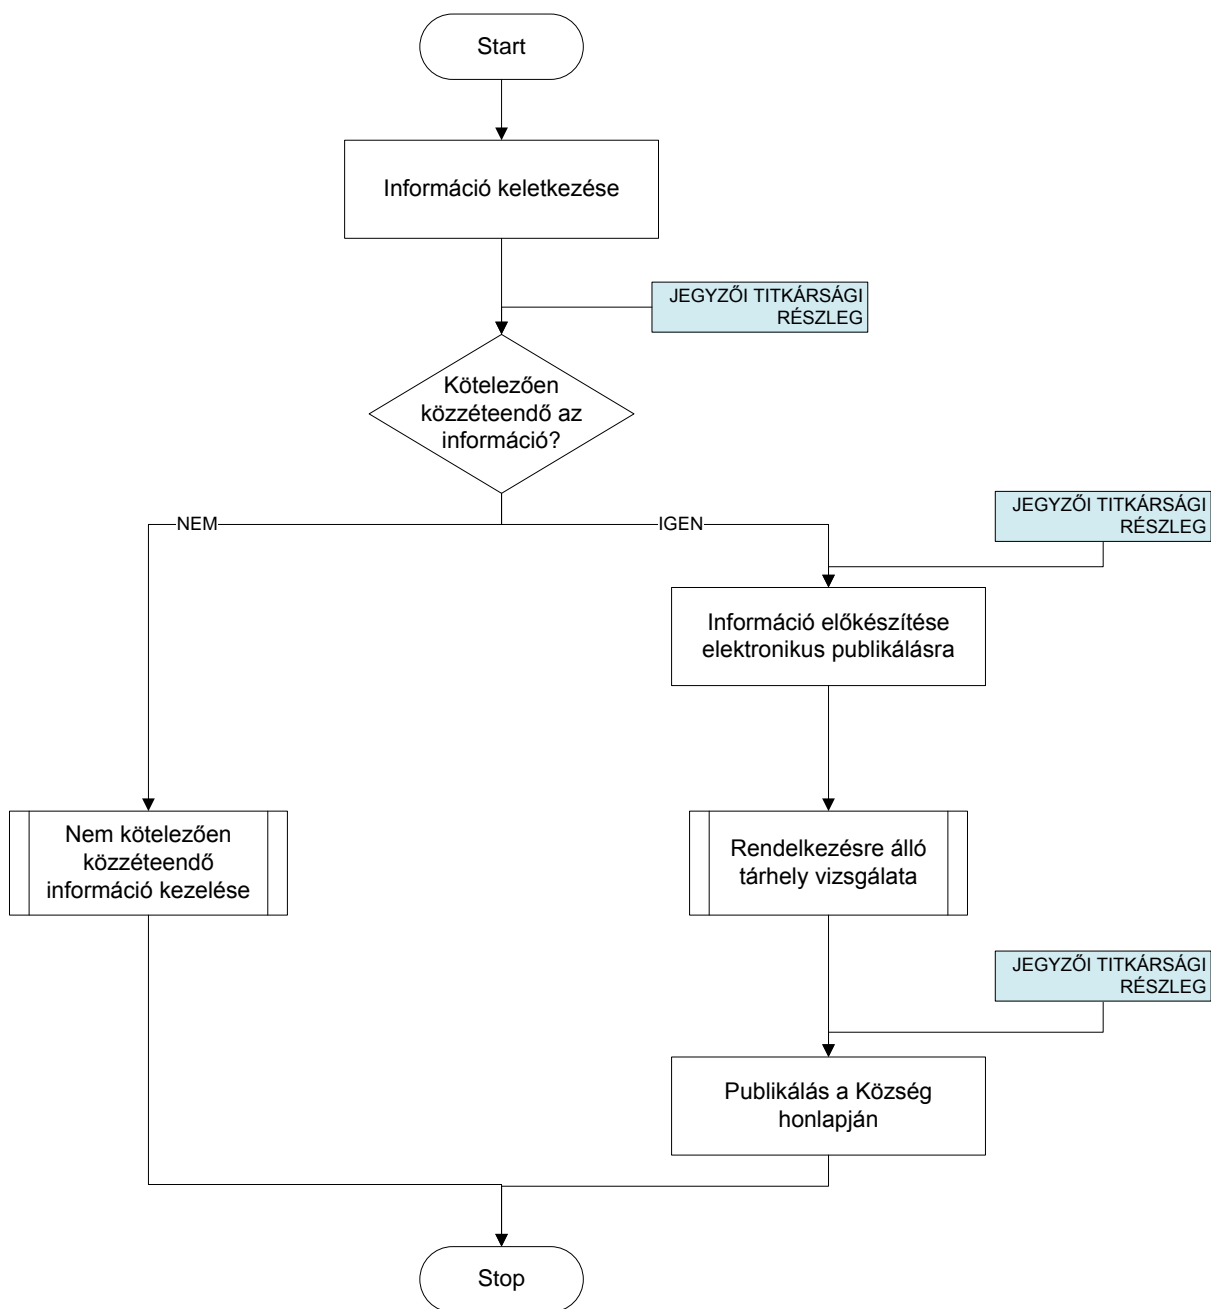 Start
Információ keletkezése
JEGYZŐI TITKÁRSÁGI
RÉSZLEG
Kötelezően
közzéteendő az
információ?
NEM
IGEN
JEGYZŐI TITKÁRSÁGI
RÉSZLEG
Információ előkészítése
elektronikus publikálásra
Nem kötelezően
közzéteendő
információ kezelése
Rendelkezésre álló
tárhely vizsgálata
JEGYZŐI TITKÁRSÁGI
RÉSZLEG
Publikálás a Község
honlapján
Stop